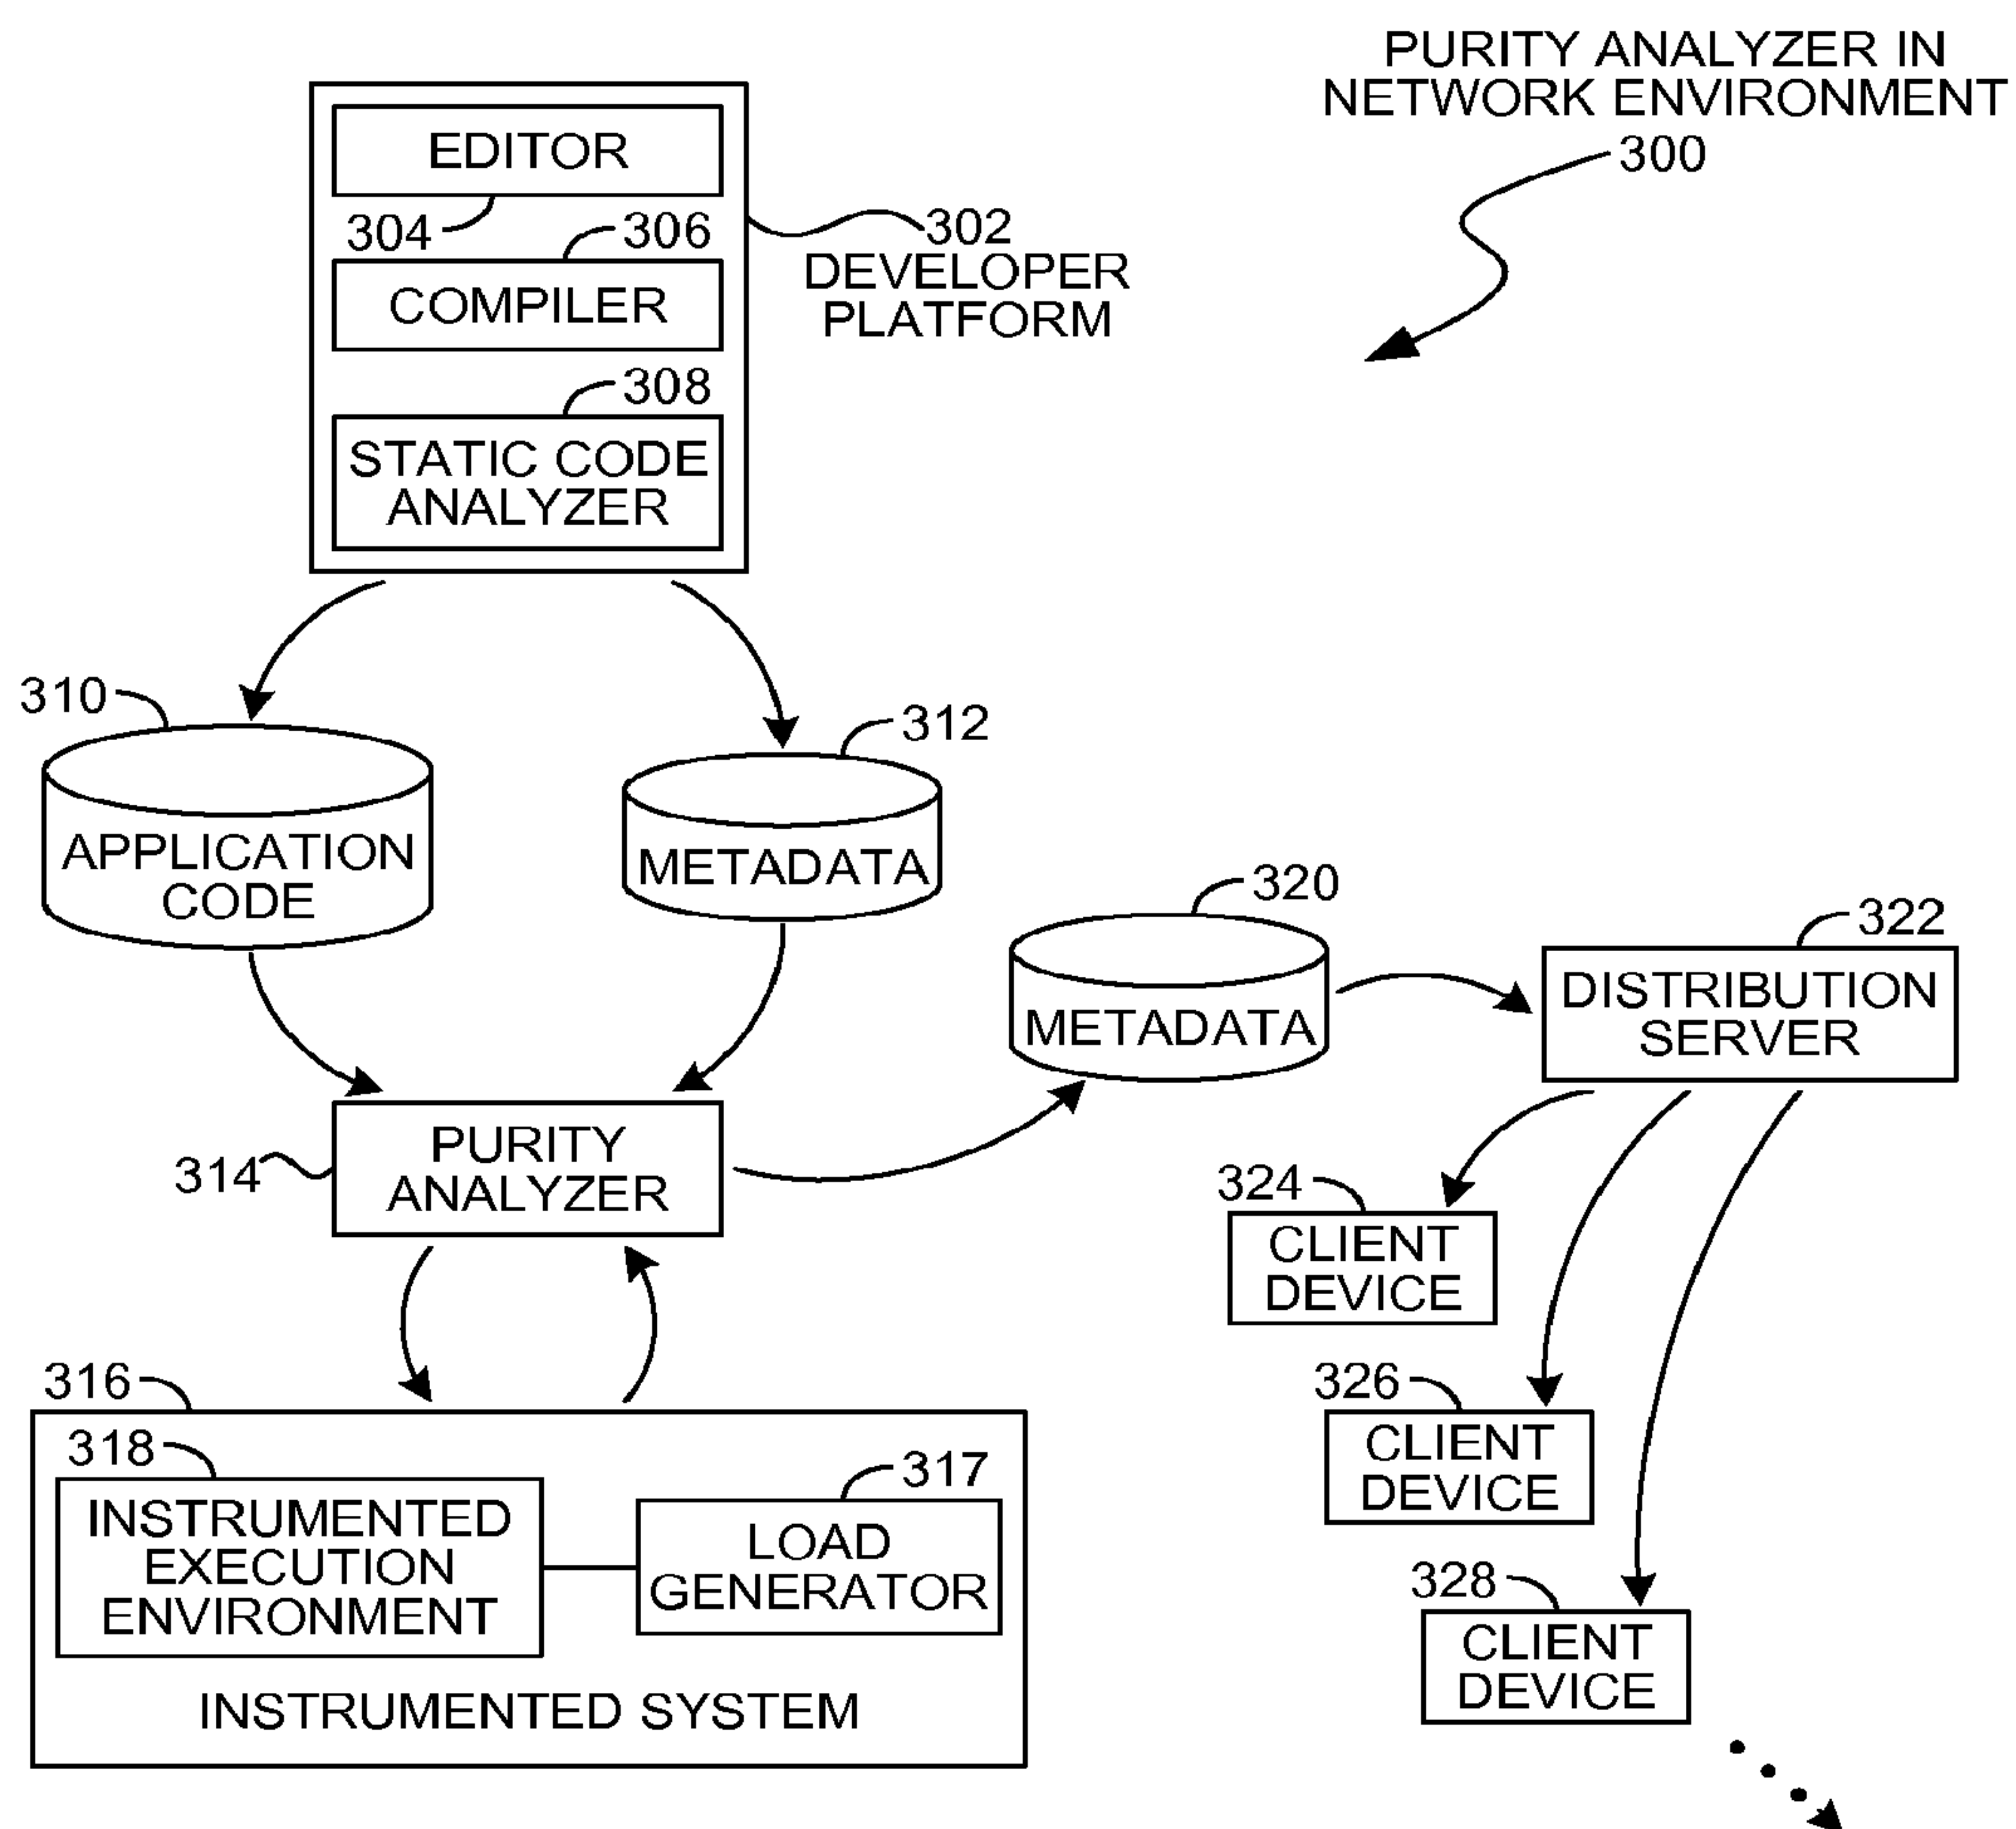 PURITY ANALYZER IN
NETWORK ENVIRONMENT
300
EDITOR
304
306
302
DEVELOPER
PLATFORM
COMPILER
308
STATIC CODE
ANALYZER
310
312
APPLICATION
CODE
METADATA
320
322
METADATA
DISTRIBUTION
SERVER
314
PURITY
ANALYZER
324
CLIENT
DEVICE
316
326
318
317
CLIENT
DEVICE
INSTRUMENTED
EXECUTION
ENVIRONMENT
LOAD
GENERATOR
328
CLIENT
DEVICE
INSTRUMENTED SYSTEM